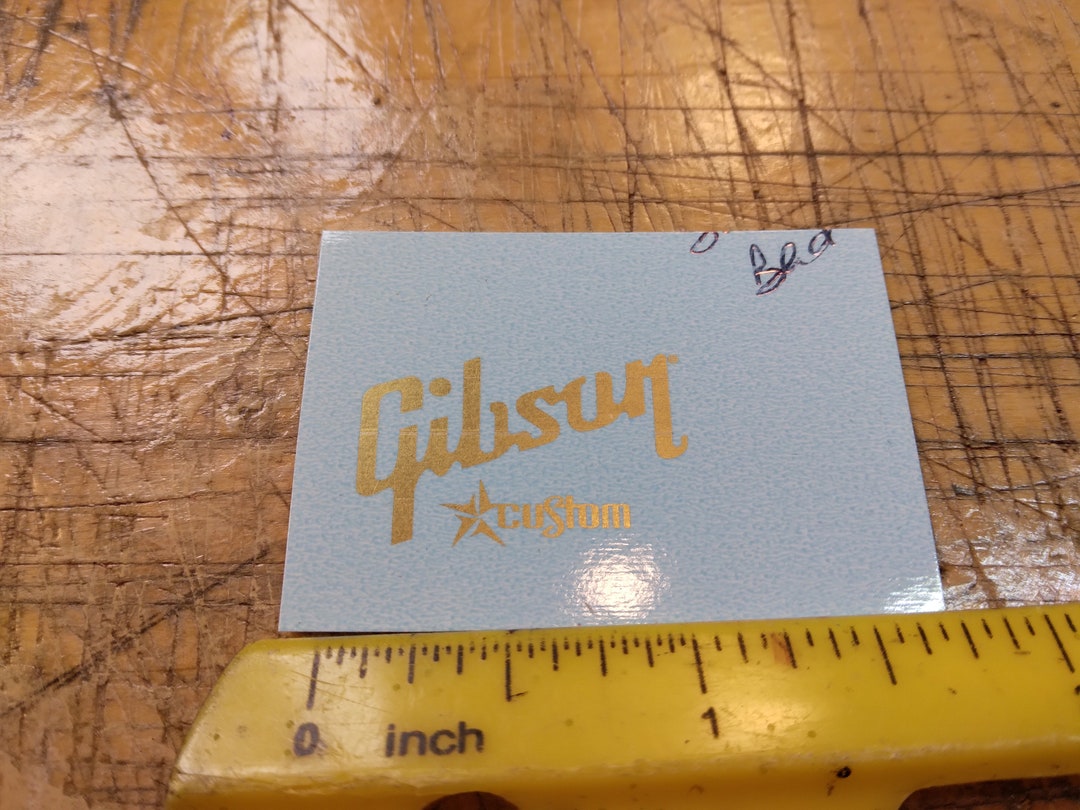 Gibson
custom
0 inch 1